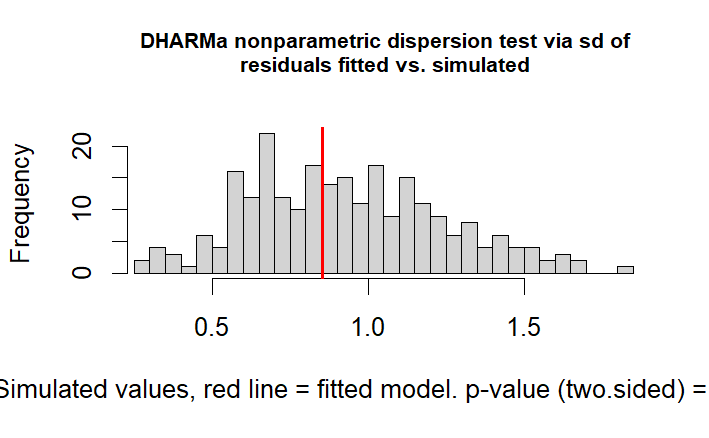 DHARMa nonparametric dispersion test via sd of
residuals fitted vs. simulated
Frequency
20
10
0
0.5 1.0 1.5
Simulated values, red line = fitted model. p-value (two.sided) =